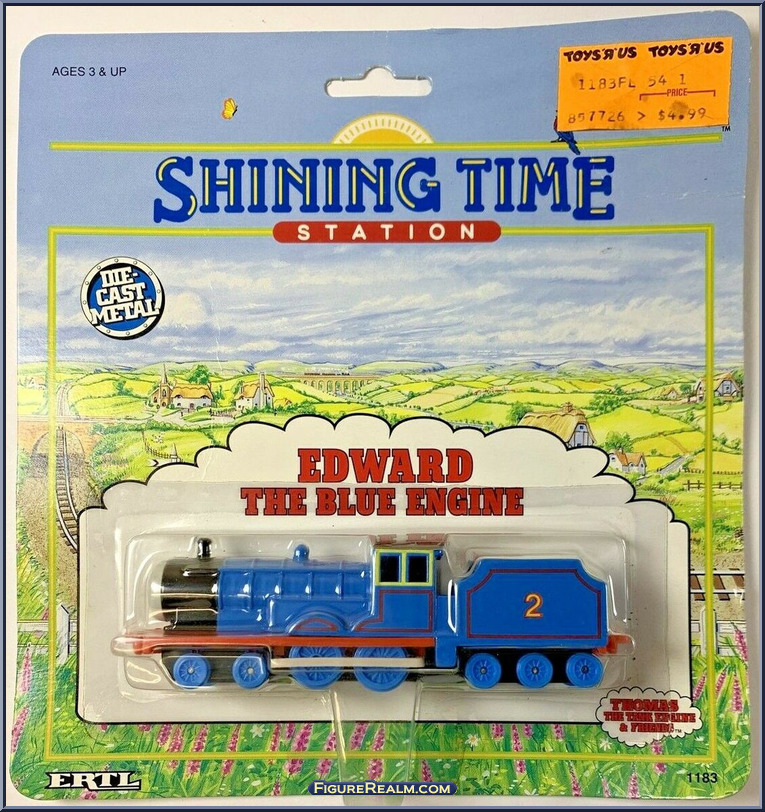 AGES 3 & UP
TOYS"R"US TOYS"R"US
1183FL 54 1
PRICE
857726 > $4.99
TM
SHINING TIME
STATION
DIE-
CAST
METAL
EDWARD
THE BLUE ENGINE
2
THOMAS
THE TANK ENGINE
& FRIENDS™
ERTL
1183
FIGUREREALM.COM